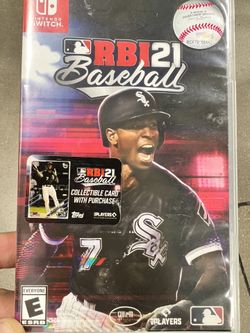 NINTENDO
SWITCH
RBI 21
Baseball
Sox
RBI 21
Baseball
COLLECTIBLE CARD
WITH PURCHASE
Topps
PLAYERS
Sox
7
EVERYONE
E
ESRB
PLAYERS